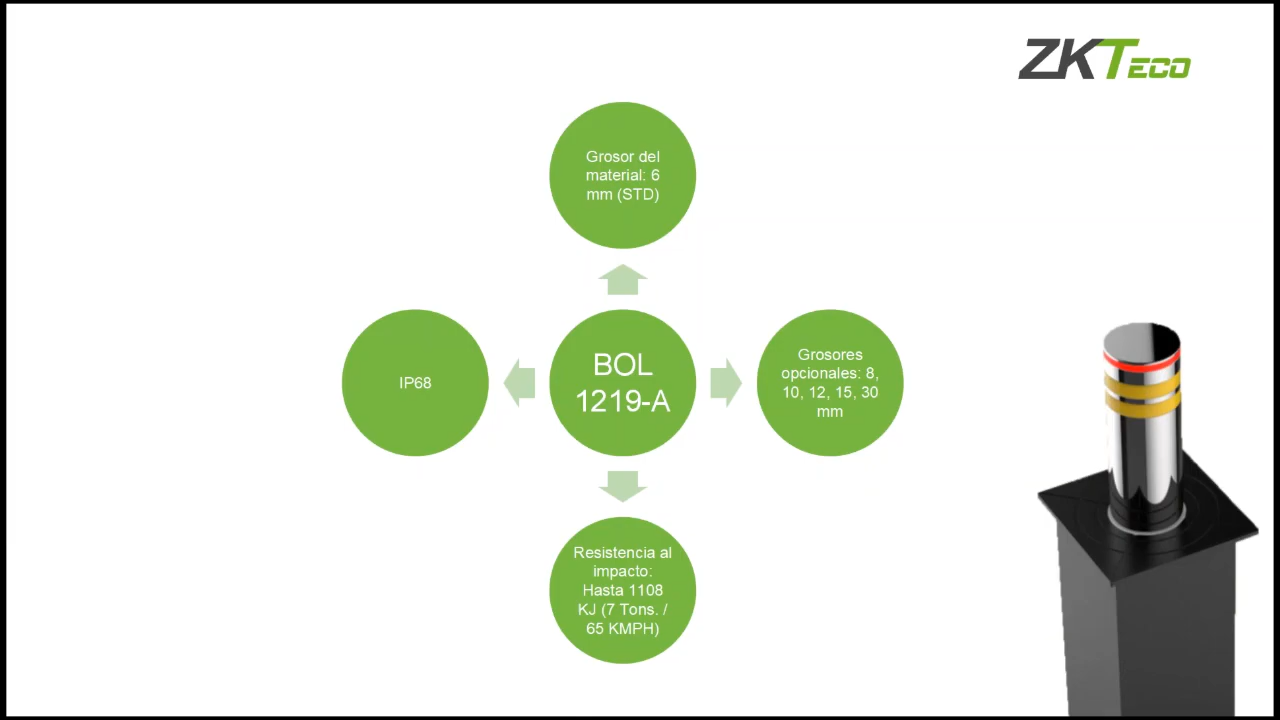 ZKTECO
Grosor del
material: 6
mm (STD)
IP68
BOL
1219-A
Grosores
opcionales: 8,
10, 12, 15, 30
mm
Resistencia al
impacto:
Hasta 1108
KJ (7 Tons. /
65 KMPH)